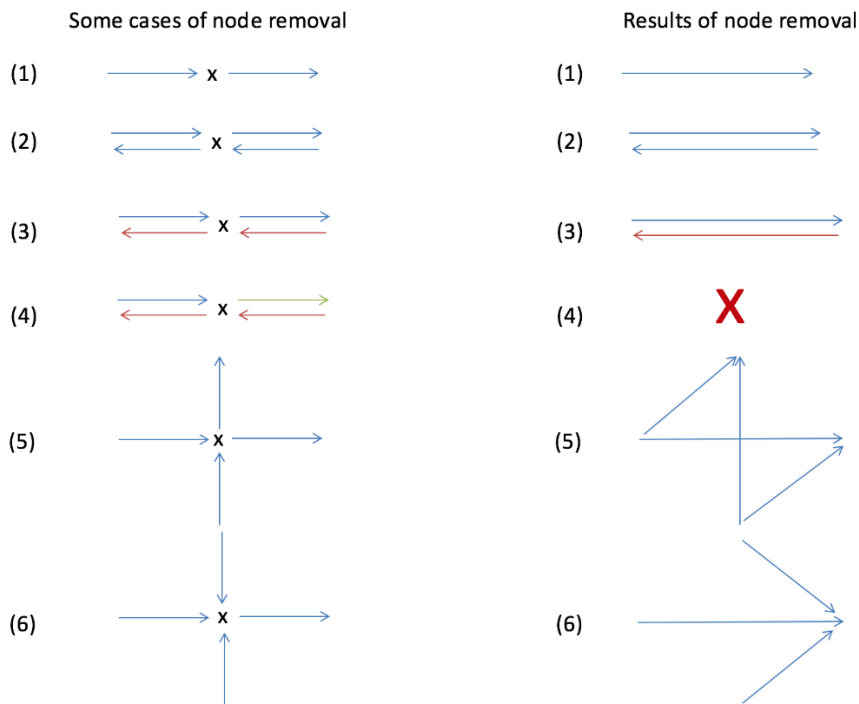 Some cases of node removal
Results of node removal
(1)
x
(1)
(2)
x
(2)
(3)
x
(3)
(4)
x
(4)
X
(5)
x
(5)
(6)
x
(6)